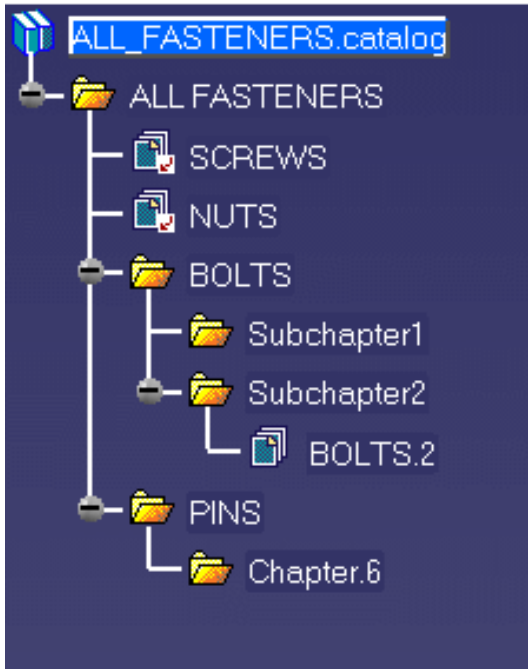 ALL_FASTENERS.catalog
ALL FASTENERS
SCREWS
NUTS
BOLTS
Subchapter1
Subchapter2
BOLTS.2
PINS
Chapter.6